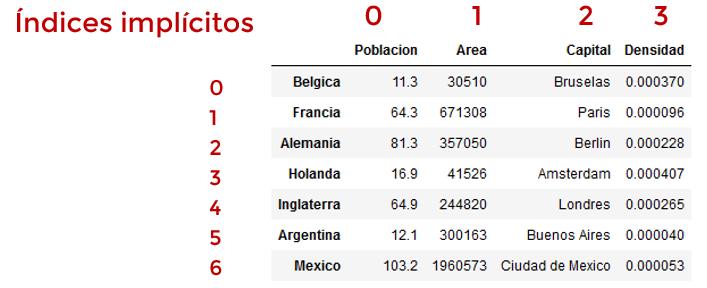 Índices implícitos 0 1 2 3
Poblacion Area Capital Densidad
0 Belgica 11.3 30510 Bruselas 0.000370
1 Francia 64.3 671308 Paris 0.000096
2 Alemania 81.3 357050 Berlin 0.000228
3 Holanda 16.9 41526 Amsterdam 0.000407
4 Inglaterra 64.9 244820 Londres 0.000265
5 Argentina 12.1 300163 Buenos Aires 0.000040
6 Mexico 103.2 1960573 Ciudad de Mexico 0.000053